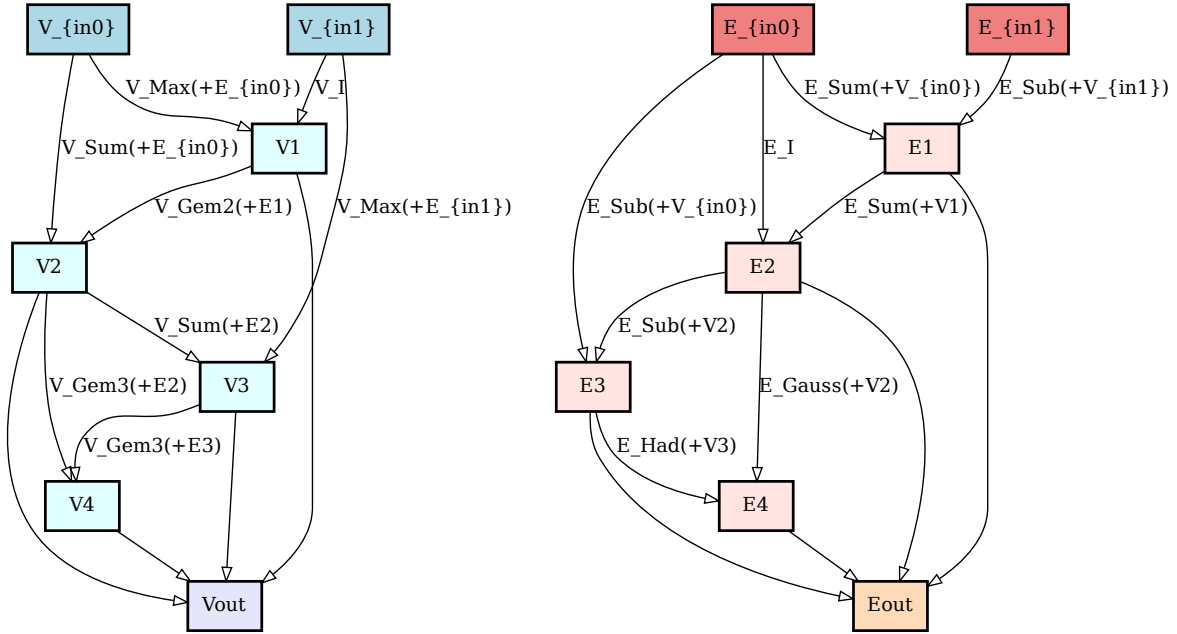 V_{in0}
V_{in1}
E_{in0}
E_{in1}
V_Max(+E_{in0})
V_I
E_Sum(+V_{in0})
E_Sub(+V_{in1})
V_Sum(+E_{in0})
V1
E_I
E1
V_Gem2(+E1)
V_Max(+E_{in1})
E_Sub(+V_{in0})
E_Sum(+V1)
V2
E2
V_Sum(+E2)
E_Sub(+V2)
V_Gem3(+E2)
V3
E3
E_Gauss(+V2)
V_Gem3(+E3)
E_Had(+V3)
V4
E4
Vout
Eout